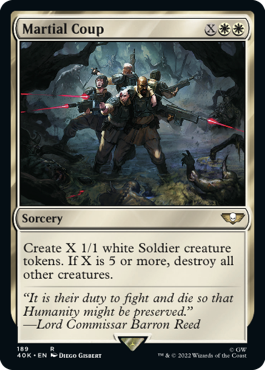 Martial Coup X
Sorcery
Create X 1/1 white Soldier creature
tokens. If X is 5 or more, destroy all
other creatures.
“It is their duty to fight and die so that
Humanity might be preserved.”
—Lord Commissar Barron Reed
189 R © GW
40K • EN Diego Gisbert ™ & © 2022 Wizards of the Coast